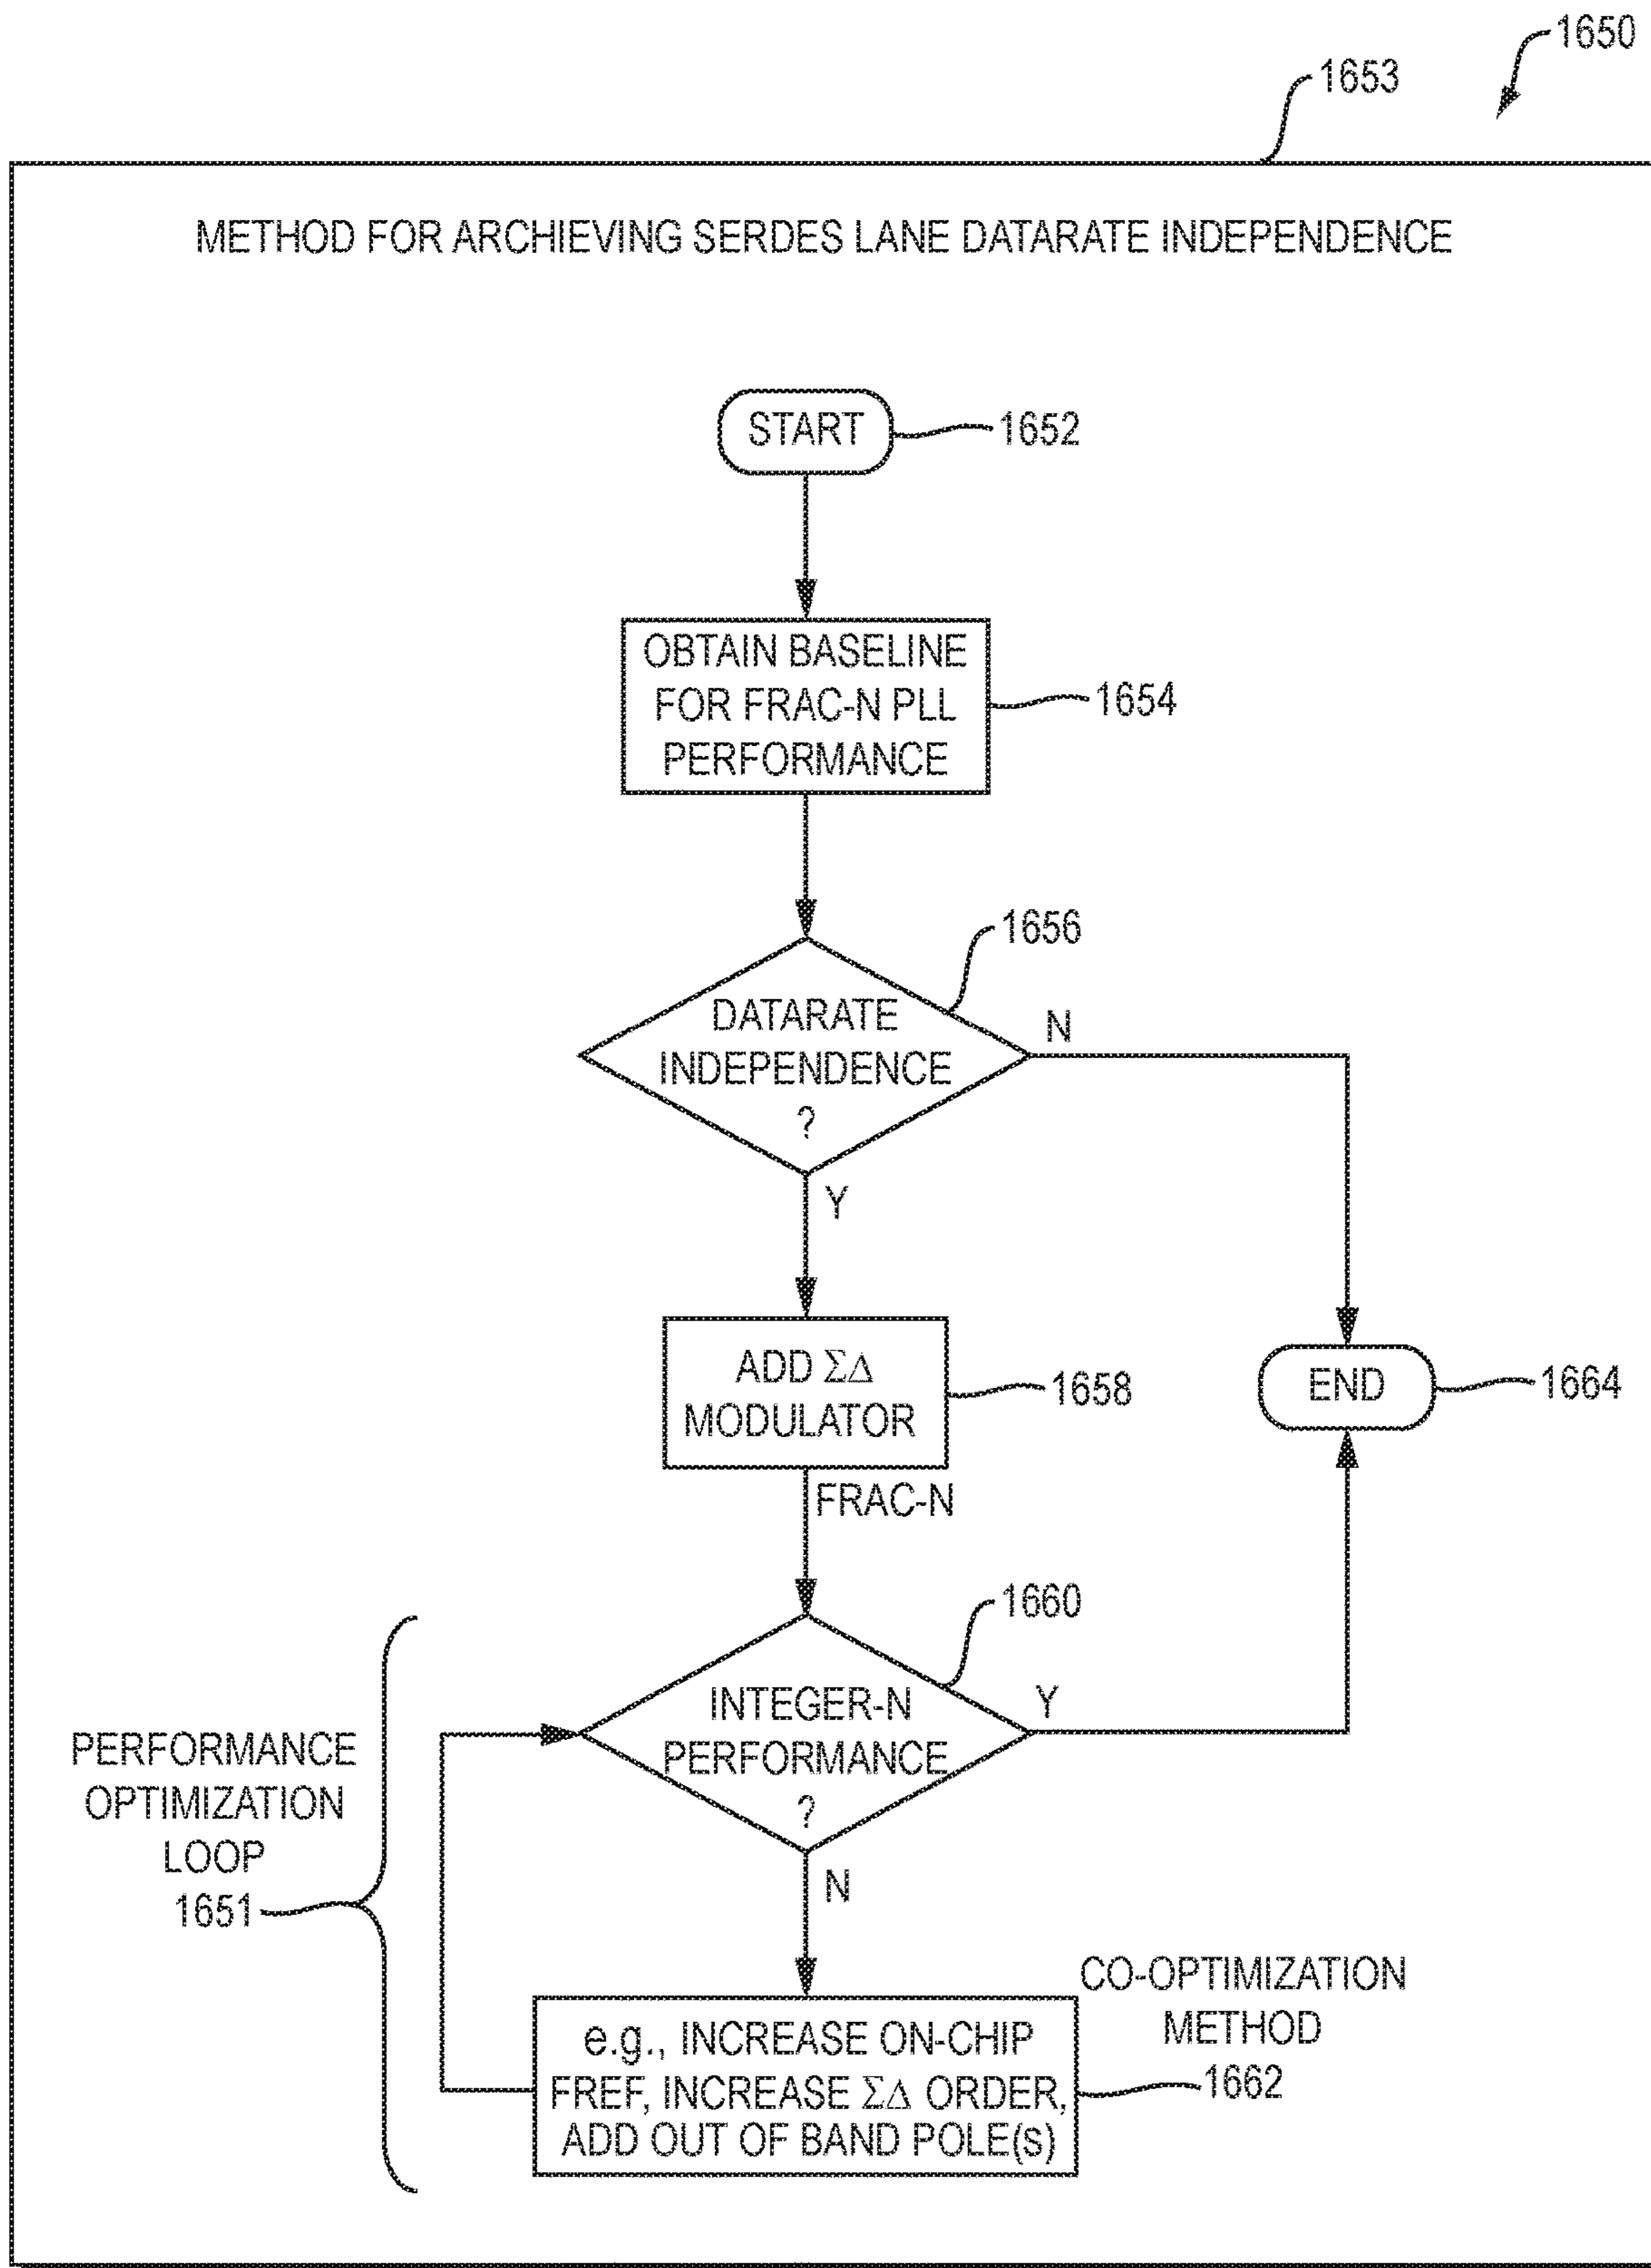 1650
1653
METHOD FOR ARCHIEVING SERDES LANE DATARATE INDEPENDENCE
START
1652
OBTAIN BASELINE
FOR FRAC-N PLL
PERFORMANCE
1654
1656
DATARATE
INDEPENDENCE
?
N
Y
ADD ΣΔ
MODULATOR
1658
END
1664
FRAC-N
1660
INTEGER-N
PERFORMANCE
?
Y
N
PERFORMANCE
OPTIMIZATION
LOOP
1651
CO-OPTIMIZATION
METHOD
1662
e.g., INCREASE ON-CHIP
FREF, INCREASE ΣΔ ORDER,
ADD OUT OF BAND POLE(s)